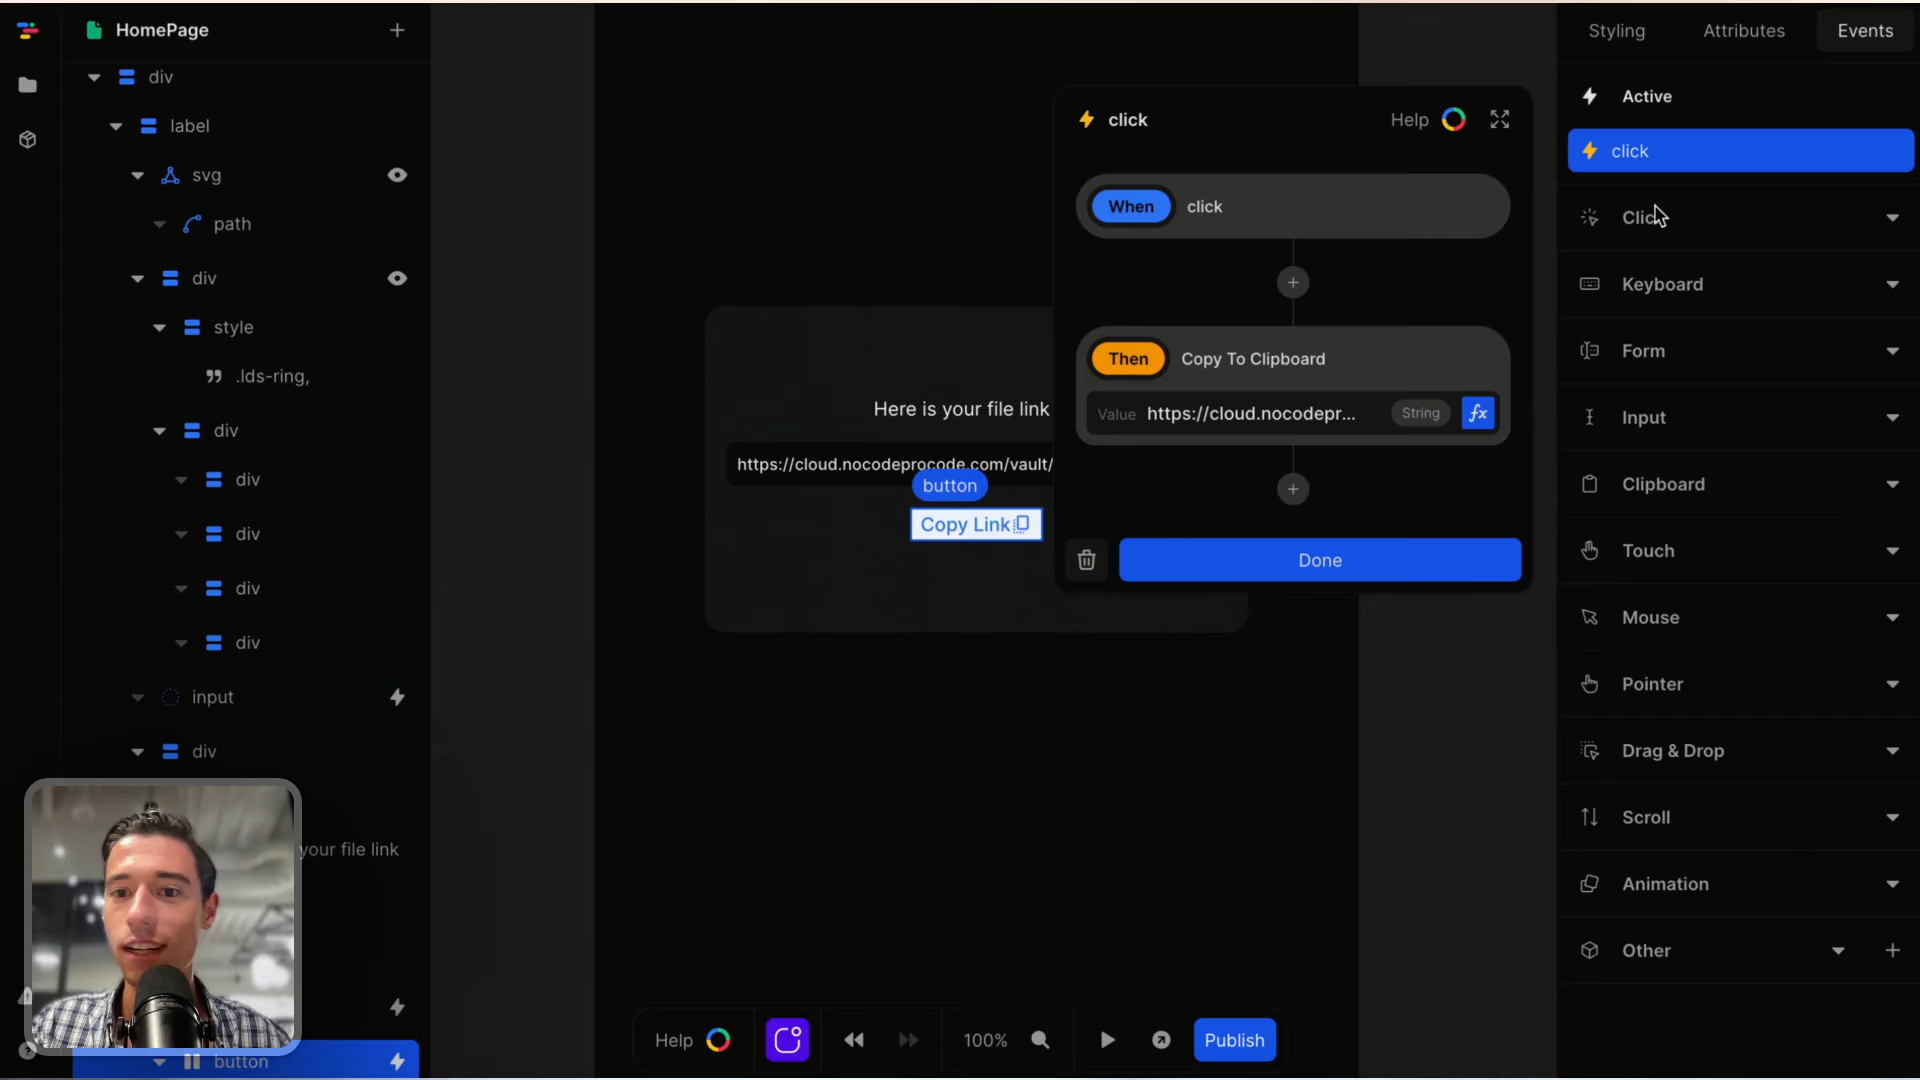 HomePage
div
label
svg
path
div
style
.lds-ring,
div
div
div
div
div
input
div
your file link
button
Here is your file link
https://cloud.nocodeprocode.com/vault/
button
Copy Link
click
Help
When
click
Then
Copy To Clipboard
Value
https://cloud.nocodepr...
String
fx
Done
Help
100%
Publish
Styling
Attributes
Events
Active
click
Click
Keyboard
Form
Input
Clipboard
Touch
Mouse
Pointer
Drag & Drop
Scroll
Animation
Other